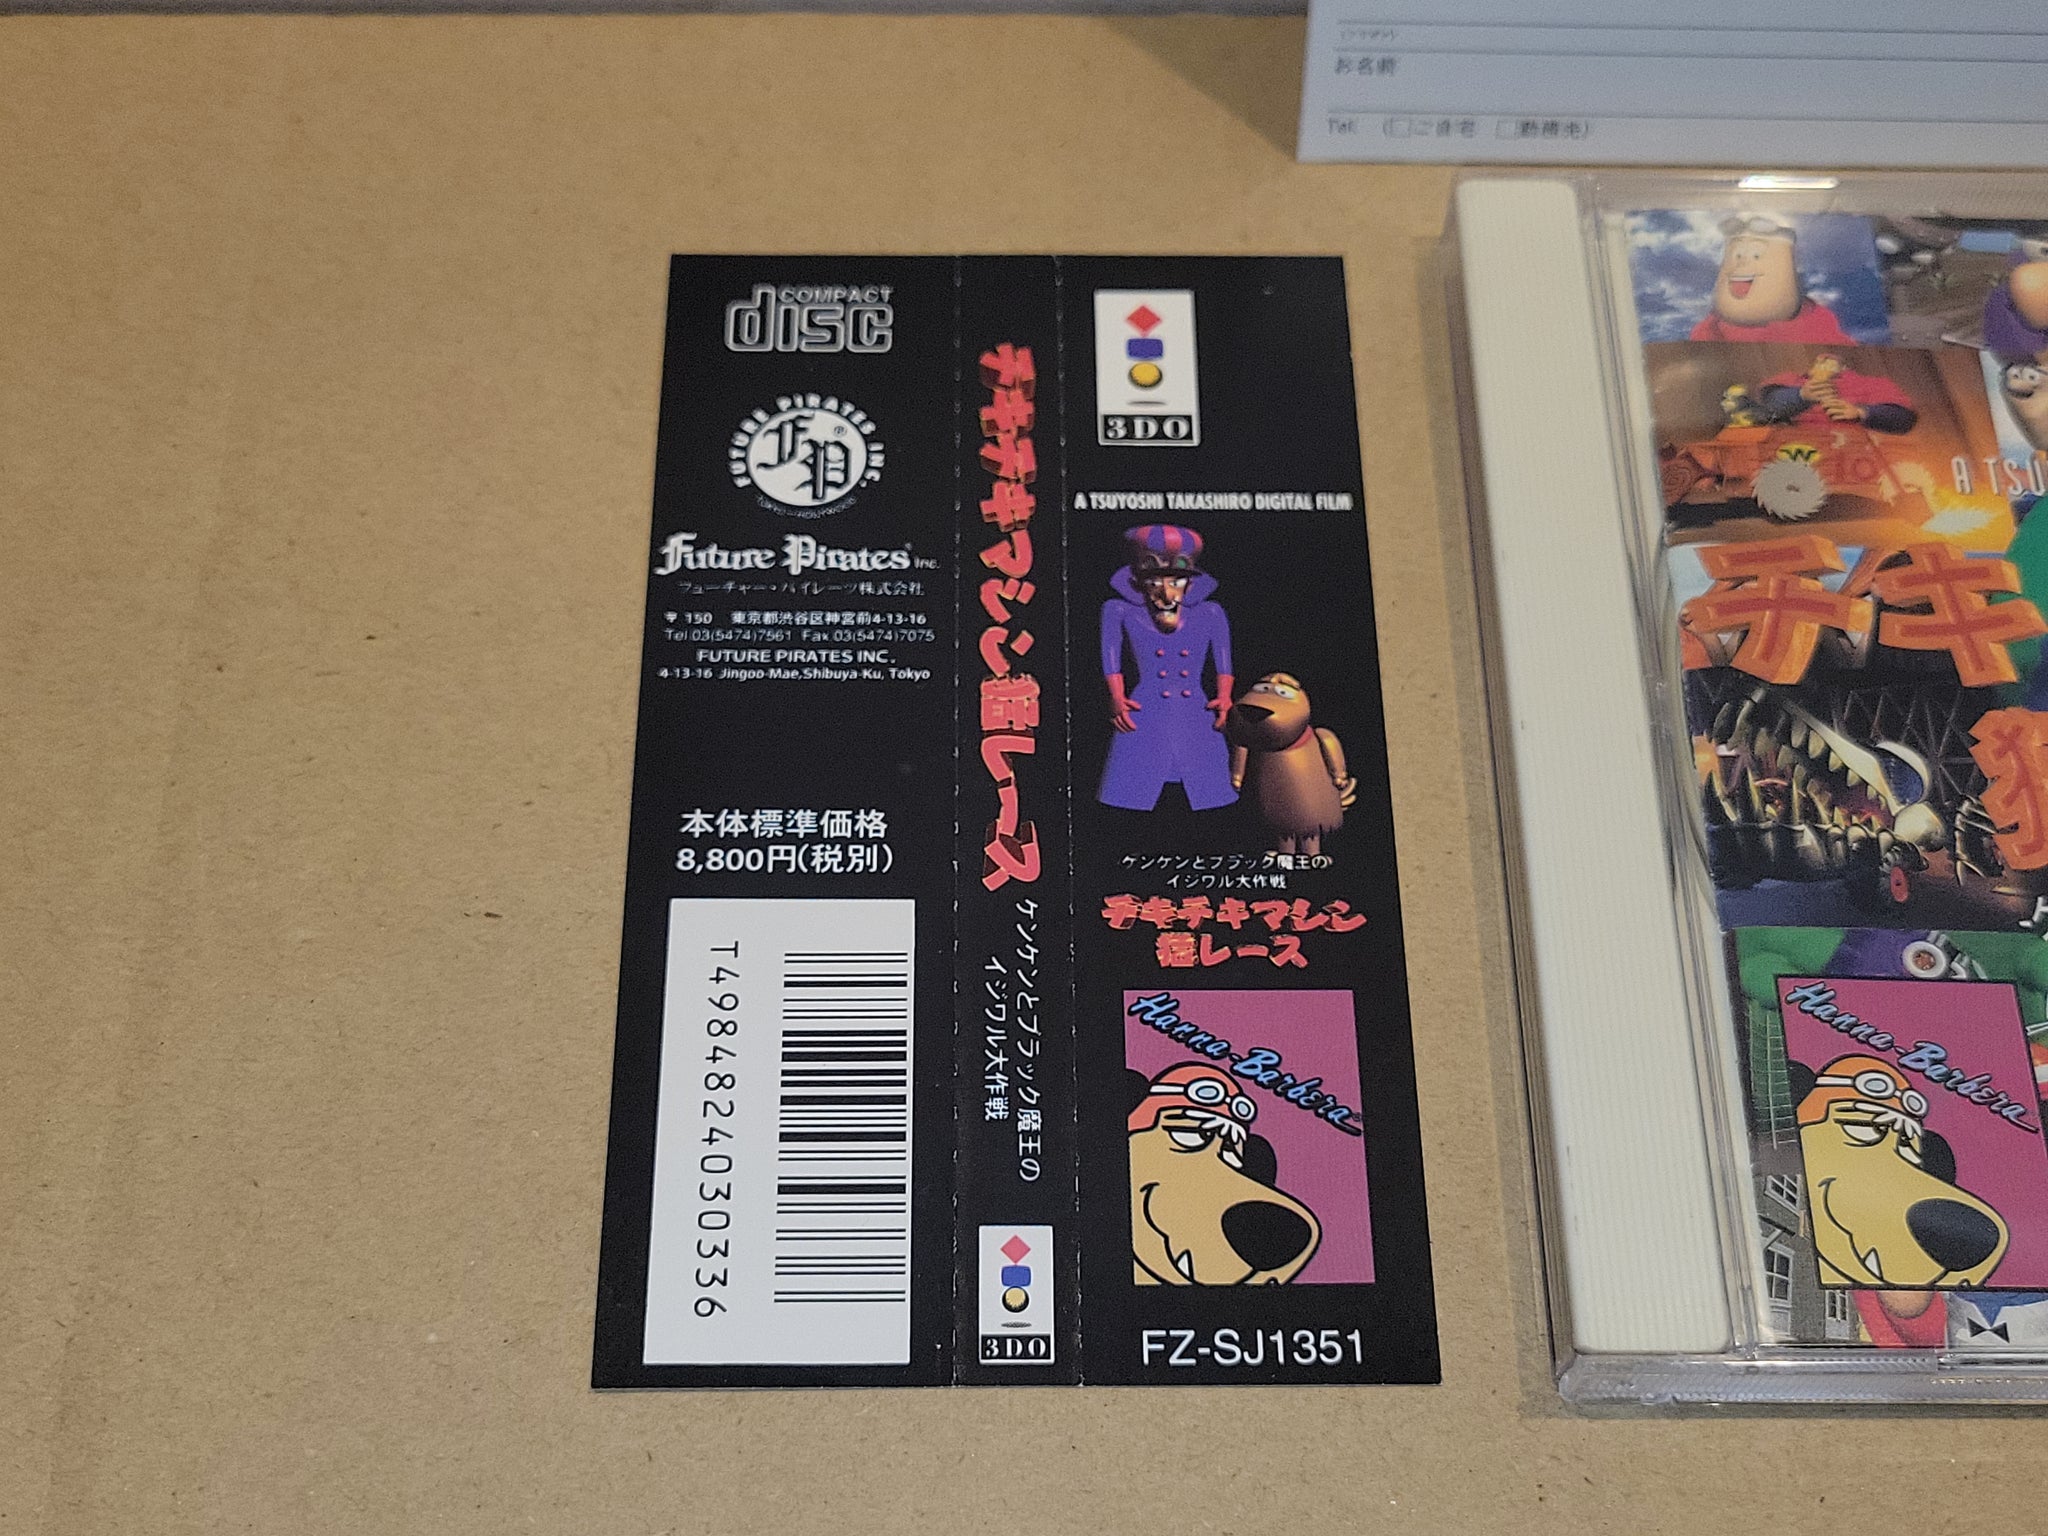 お名前
Tel. (□ご自宅 □勤務先)
COMPACT
disc
FUTURE PIRATES INC.
FP
Future Pirates Inc.
フューチャー・パイレーツ株式会社
〒150 東京都渋谷区神宮前4-13-16
Tel.03(5474)7561 Fax.03(5474)7075
FUTURE PIRATES INC.
4-13-16 Jingoo-Mae,Shibuya-Ku, Tokyo
本体標準価格
8,800円(税別)
T4984824030336
チキチキマシン猛レース
ケンケンとブラック魔王の
イジワル大作戦
3DO
3DO
A TSUYOSHI TAKASHIRO DIGITAL FILM
ケンケンとブラック魔王の
イジワル大作戦
チキチキマシン
猛レース
Hanna-Barbera
FZ-SJ1351
W 10
A TSU
チキ
猛
Hanna-Barbera